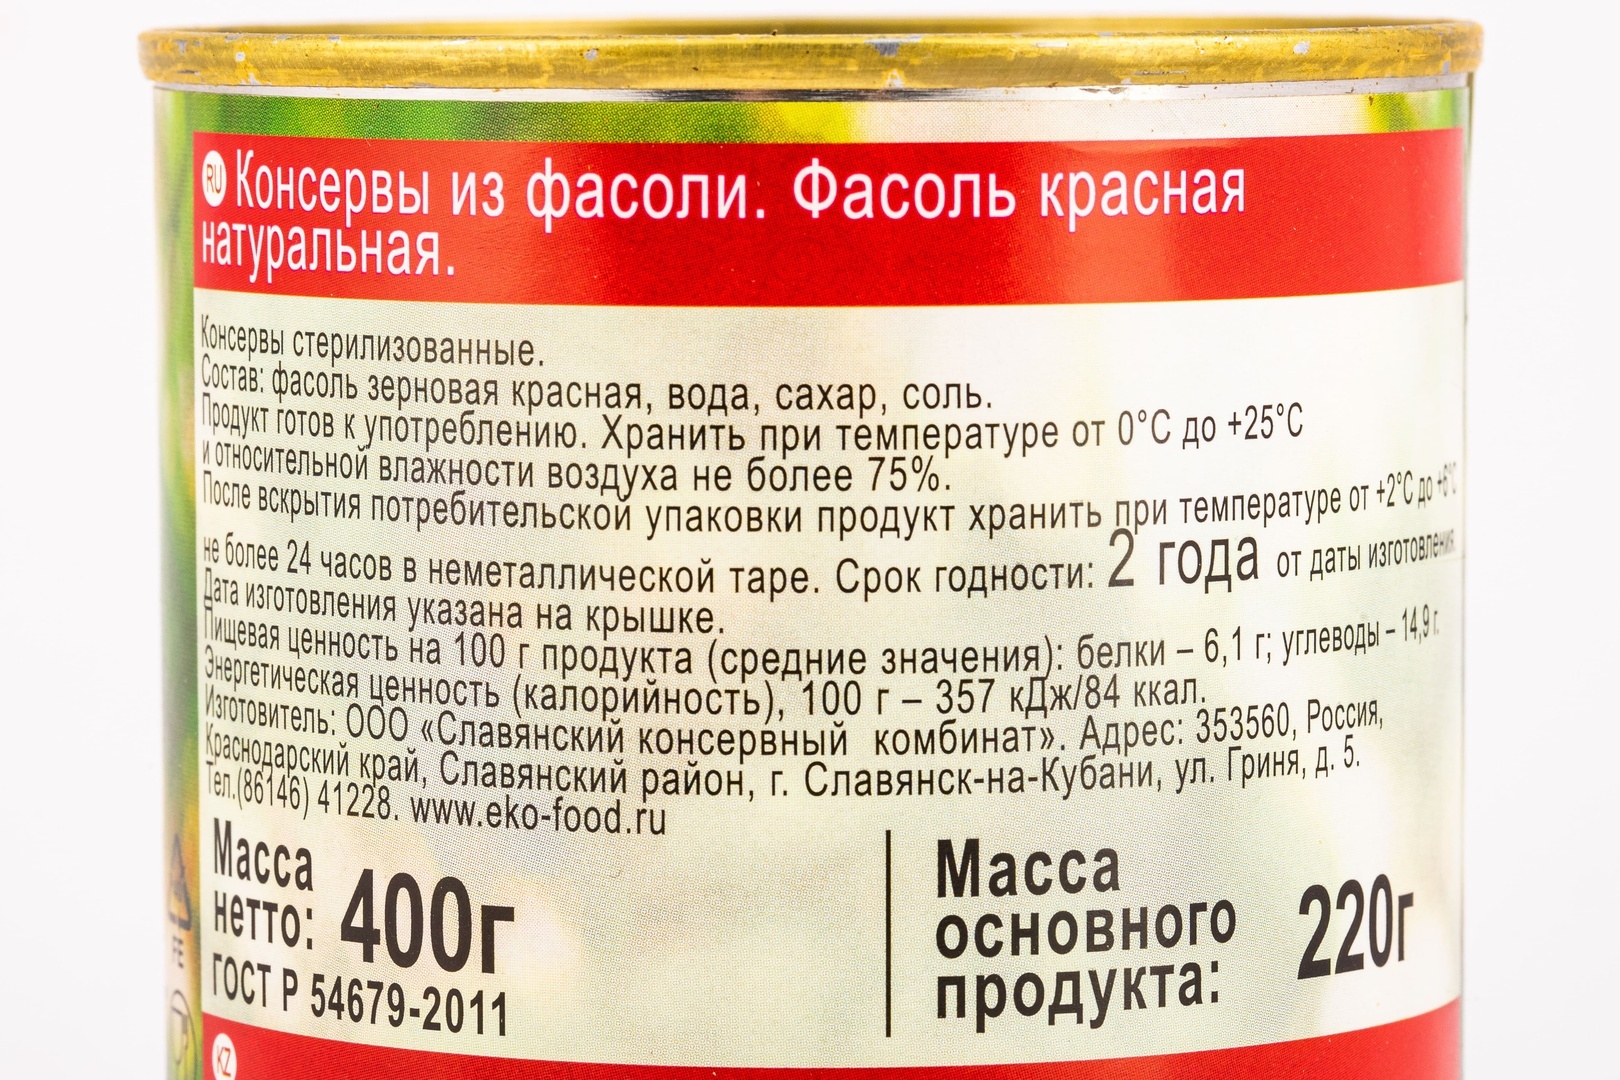 RU Консервы из фасоли. Фасоль красная
натуральная.
Консервы стерилизованные.
Состав: фасоль зерновая красная, вода, сахар, соль.
Продукт готов к употреблению. Хранить при температуре от 0°C до +25°C
и относительной влажности воздуха не более 75%.
После вскрытия потребительской упаковки продукт хранить при температуре от +2°C до +6°C
не более 24 часов в неметаллической таре. Срок годности: 2 года от даты изготовления
Дата изготовления указана на крышке.
Пищевая ценность на 100 г продукта (средние значения): белки – 6,1 г; углеводы – 14,9 г.
Энергетическая ценность (калорийность), 100 г – 357 кДж/84 ккал.
Изготовитель: ООО «Славянский консервный комбинат». Адрес: 353560, Россия,
Краснодарский край, Славянский район, г. Славянск-на-Кубани, ул. Гриня, д. 5.
Тел.(86146) 41228. www.eko-food.ru
Масса
нетто: 400г
ГОСТ Р 54679-2011
Масса
основного
продукта: 220г
FE
KZ